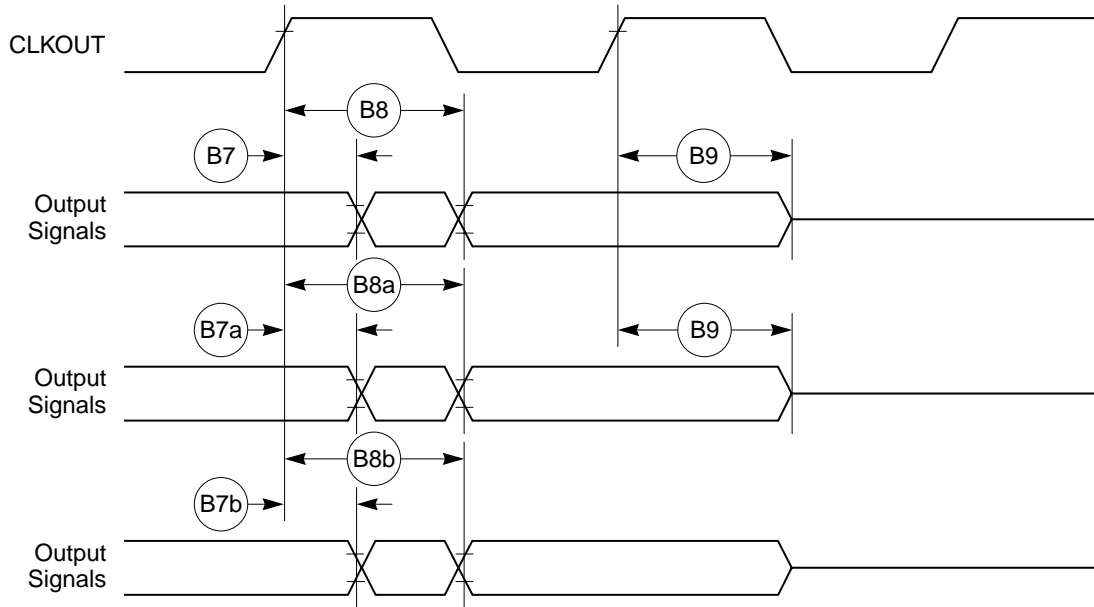 CLKOUT
B8
B7
B9
Output
Signals
B8a
B7a
B9
Output
Signals
B8b
B7b
Output
Signals